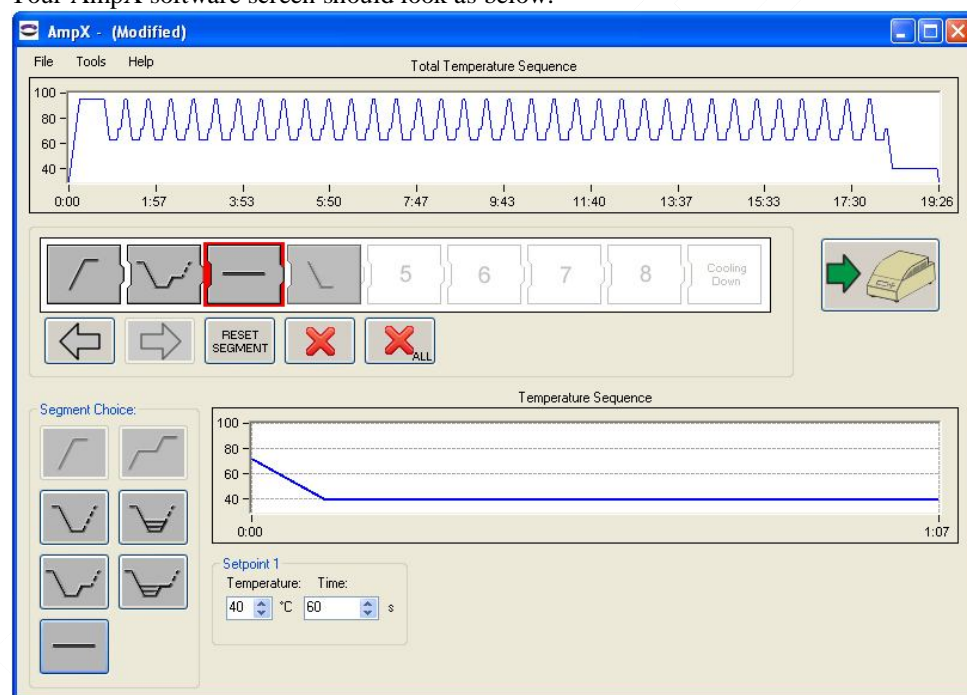 Your AmpX software screen should look as below:
AmpX - (Modified)
File Tools Help
Total Temperature Sequence
100
80
60
40
0:00 1:57 3:53 5:50 7:47 9:43 11:40 13:37 15:33 17:30 19:26
5 6 7 8 Cooling Down
RESET SEGMENT
ALL
Segment Choice:
Temperature Sequence
100
80
60
40
0:00 1:07
Setpoint 1
Temperature: Time:
40 °C 60 s